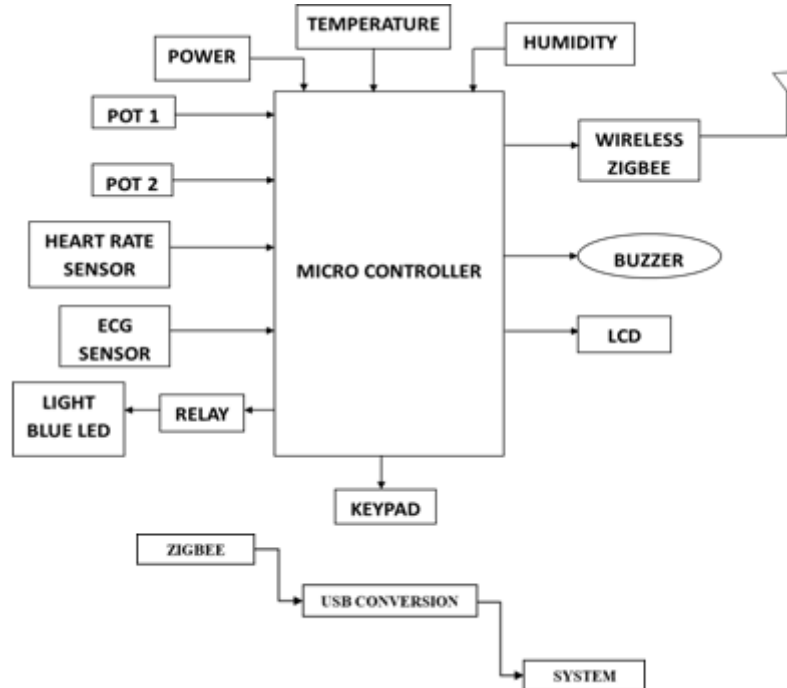 TEMPERATURE
POWER
HUMIDITY
POT 1
WIRELESS
ZIGBEE
POT 2
HEART RATE
SENSOR
MICRO CONTROLLER
BUZZER
ECG
SENSOR
LCD
LIGHT
BLUE LED
RELAY
KEYPAD
ZIGBEE
USB CONVERSION
SYSTEM